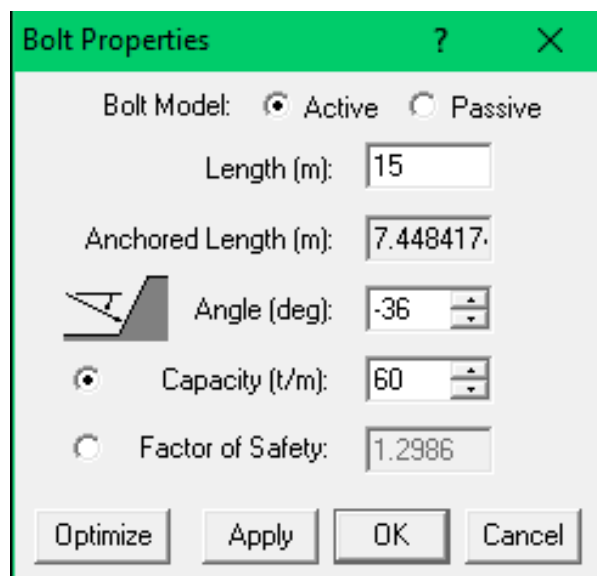 Bolt Properties ? ×
Bolt Model: Active Passive
Length (m): 15
Anchored Length (m): 7.448417
Angle (deg): -36
Capacity (t/m): 60
Factor of Safety: 1.2986
Optimize Apply OK Cancel